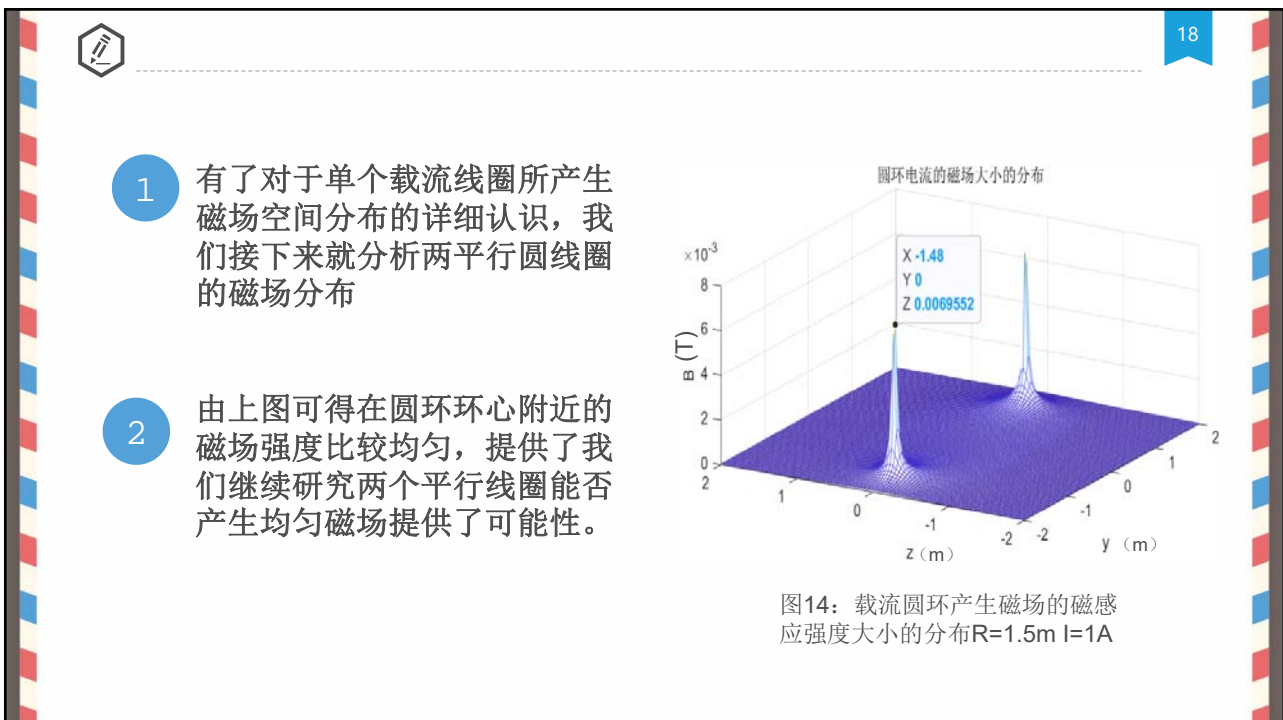 18
1
有了对于单个载流线圈所产生
磁场空间分布的详细认识，我
们接下来就分析两平行圆线圈
的磁场分布
2
由上图可得在圆环环心附近的
磁场强度比较均匀，提供了我
们继续研究两个平行线圈能否
产生均匀磁场提供了可能性。
圆环电流的磁场大小的分布
×10⁻³
X -1.48
Y 0
Z 0.0069552
8
6
4
2
0
B (T)
2
1
0
-1
-2
z（m）
-2
-1
0
1
2
y （m）
图14：载流圆环产生磁场的磁感
应强度大小的分布R=1.5m I=1A